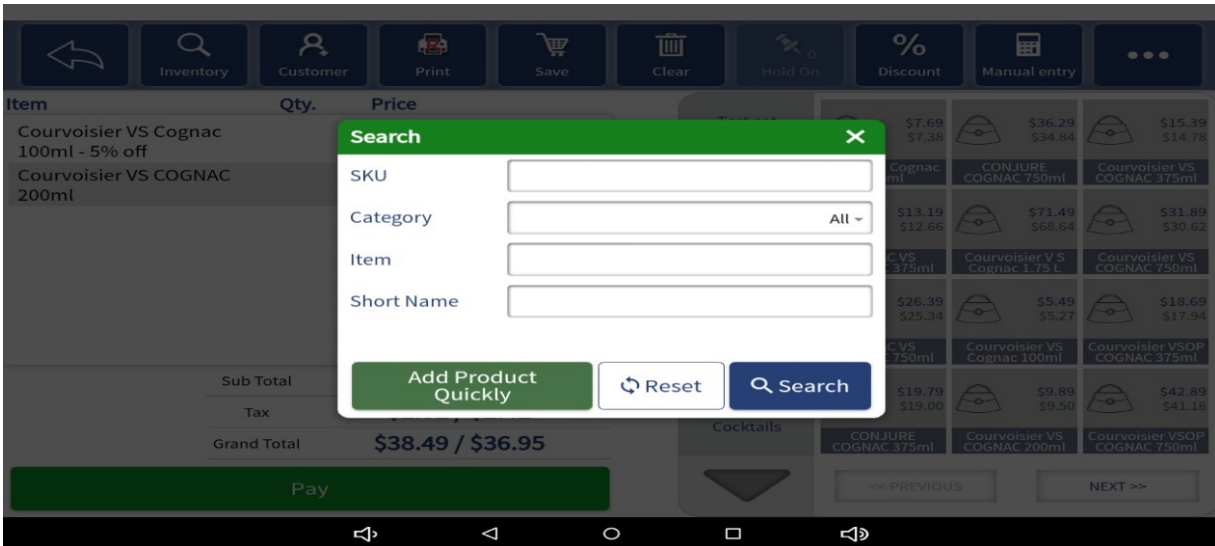 Inventory
Customer
Print
Save
Clear
0
Hold On
%
Discount
Manual entry
Item Qty. Price
Courvoisier VS Cognac
100ml - 5% off
Courvoisier VS COGNAC
200ml
Search
SKU
Category All
Item
Short Name
Add Product
Quickly
Reset
Search
Sub Total
Tax
Grand Total $38.49 / $36.95
Pay
Cocktails
$7.69
$7.38
Cognac
$36.29
$34.84
CONJURE
COGNAC 750ml
$15.39
$14.78
Courvoisier VS
COGNAC 375ml
$13.19
$12.66
375ml
$71.49
$68.64
Courvoisier V S
Cognac 1.75 L
$31.89
$30.62
Courvoisier VS
COGNAC 750ml
$26.39
$25.34
750ml
$5.49
$5.27
Courvoisier VS
Cognac 100ml
$18.69
$17.94
Courvoisier VSOP
COGNAC 375ml
$19.79
$19.00
CONJURE
COGNAC 375ml
$9.89
$9.50
Courvoisier VS
COGNAC 200ml
$42.89
$41.18
Courvoisier VSOP
COGNAC 750ml
<< PREVIOUS
NEXT >>